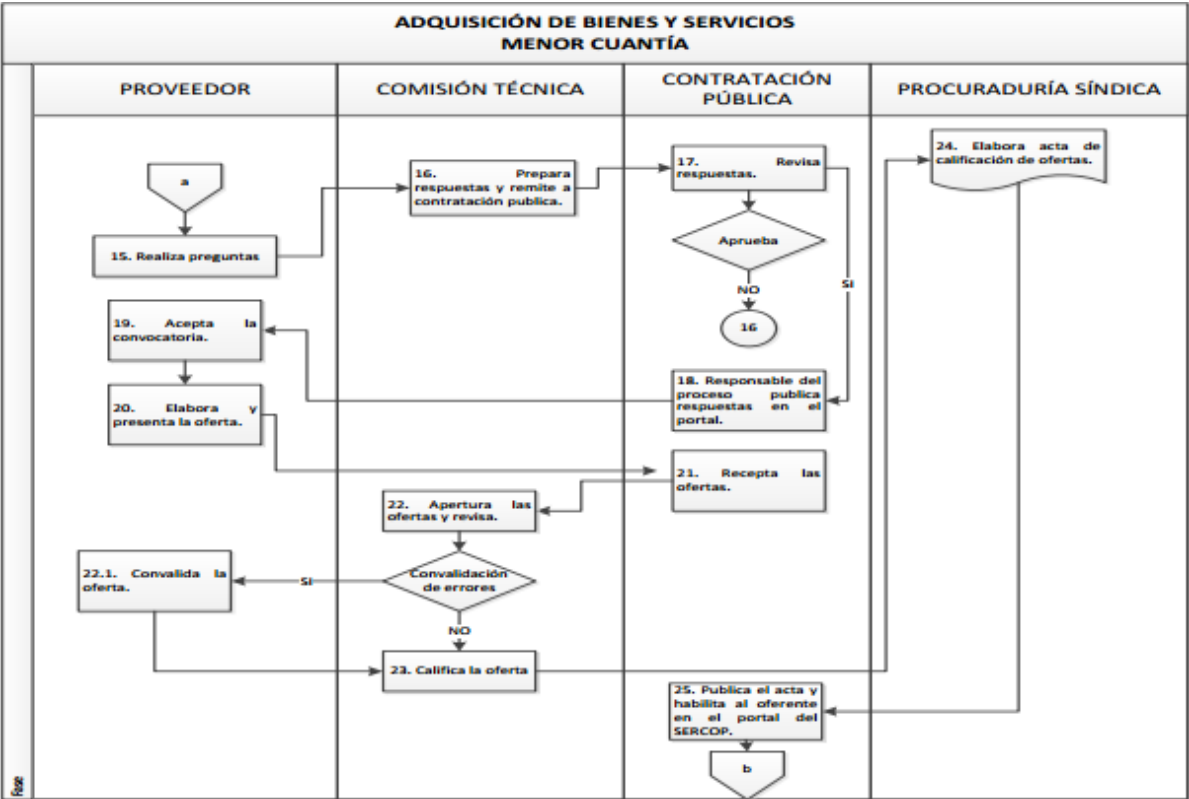 ADQUISICIÓN DE BIENES Y SERVICIOS
MENOR CUANTÍA
PROVEEDOR
COMISIÓN TÉCNICA
CONTRATACIÓN
PÚBLICA
PROCURADURÍA SÍNDICA
a
15. Realiza preguntas
16. Prepara
respuestas y remite a
contratación publica.
17. Revisa
respuestas.
Aprueba
NO
SI
16
18. Responsable del
proceso publica
respuestas en el
portal.
19. Acepta la
convocatoria.
20. Elabora y
presenta la oferta.
21. Recepta las
ofertas.
22. Apertura las
ofertas y revisa.
Convalidación
de errores
SI
NO
22.1. Convalida la
oferta.
23. Califica la oferta
24. Elabora acta de
calificación de ofertas.
25. Publica el acta y
habilita al oferente
en el portal del
SERCOP.
b
Fase